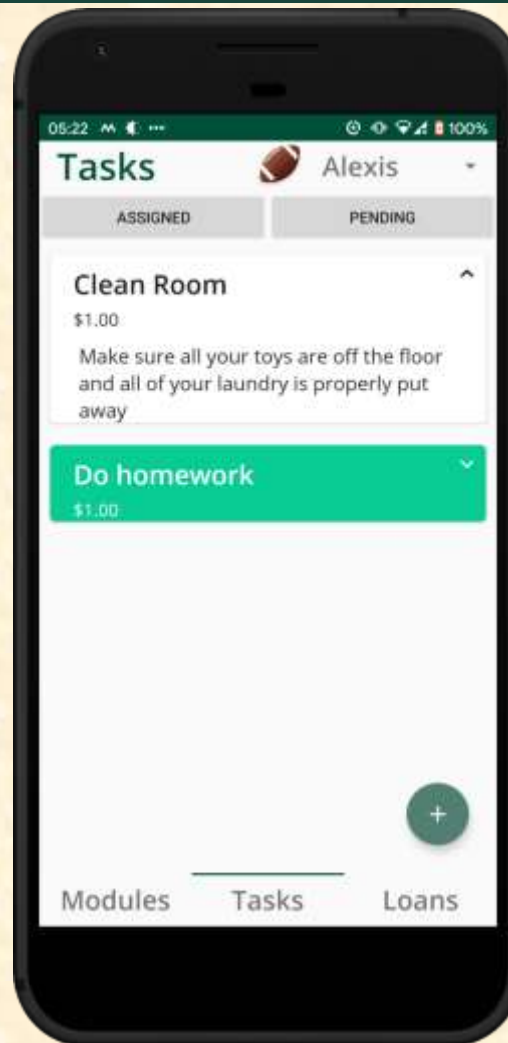 05:22 100%
Tasks Alexis
ASSIGNED PENDING
Clean Room
$1.00
Make sure all your toys are off the floor
and all of your laundry is properly put
away
Do homework
$1.00
+
Modules Tasks Loans